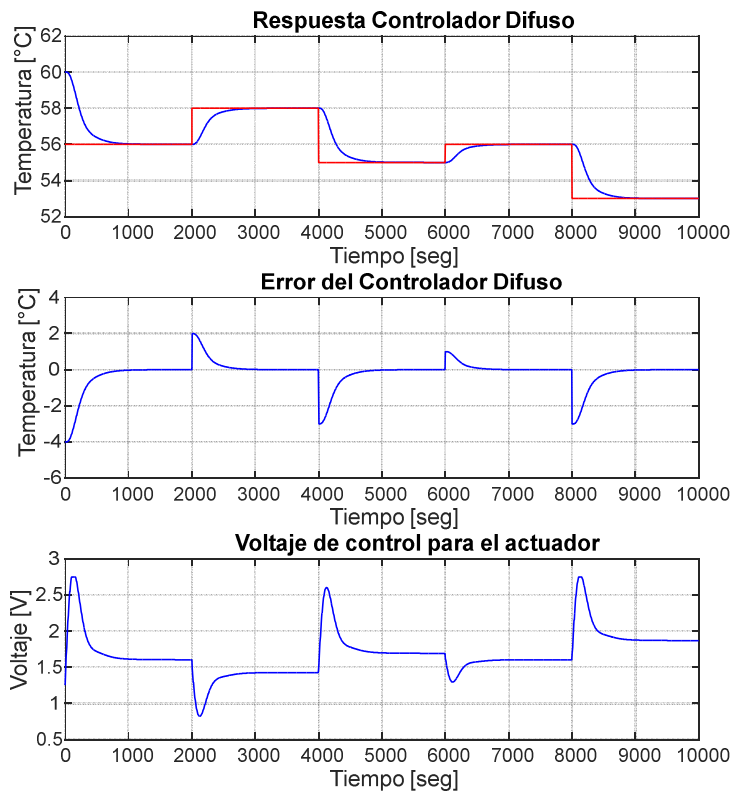 Respuesta Controlador Difuso
Temperatura [°C]
62
60
58
56
54
52
0 1000 2000 3000 4000 5000 6000 7000 8000 9000 10000
Tiempo [seg]
Error del Controlador Difuso
Temperatura [°C]
4
2
0
-2
-4
-6
0 1000 2000 3000 4000 5000 6000 7000 8000 9000 10000
Tiempo [seg]
Voltaje de control para el actuador
Voltaje [V]
3
2.5
2
1.5
1
0.5
0 1000 2000 3000 4000 5000 6000 7000 8000 9000 10000
Tiempo [seg]